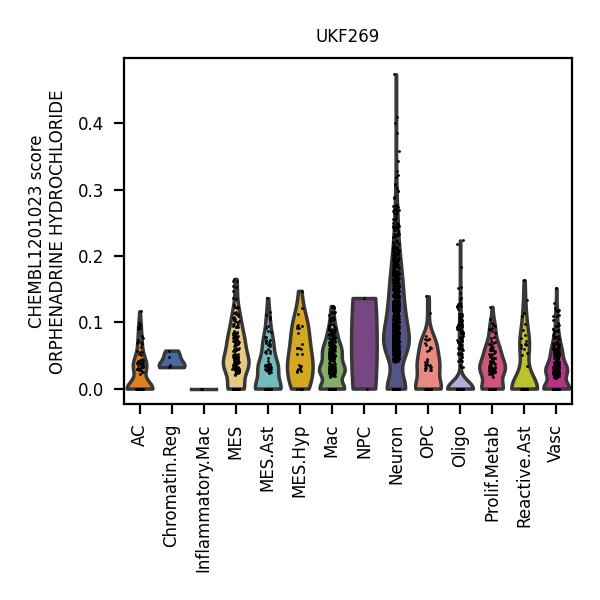 UKF269
CHEMBL1201023 score
ORPHENADRINE HYDROCHLORIDE
0.4
0.3
0.2
0.1
0.0
AC
Chromatin.Reg
Inflammatory.Mac
MES
MES.Ast
MES.Hyp
Mac
NPC
Neuron
OPC
Oligo
Prolif.Metab
Reactive.Ast
Vasc